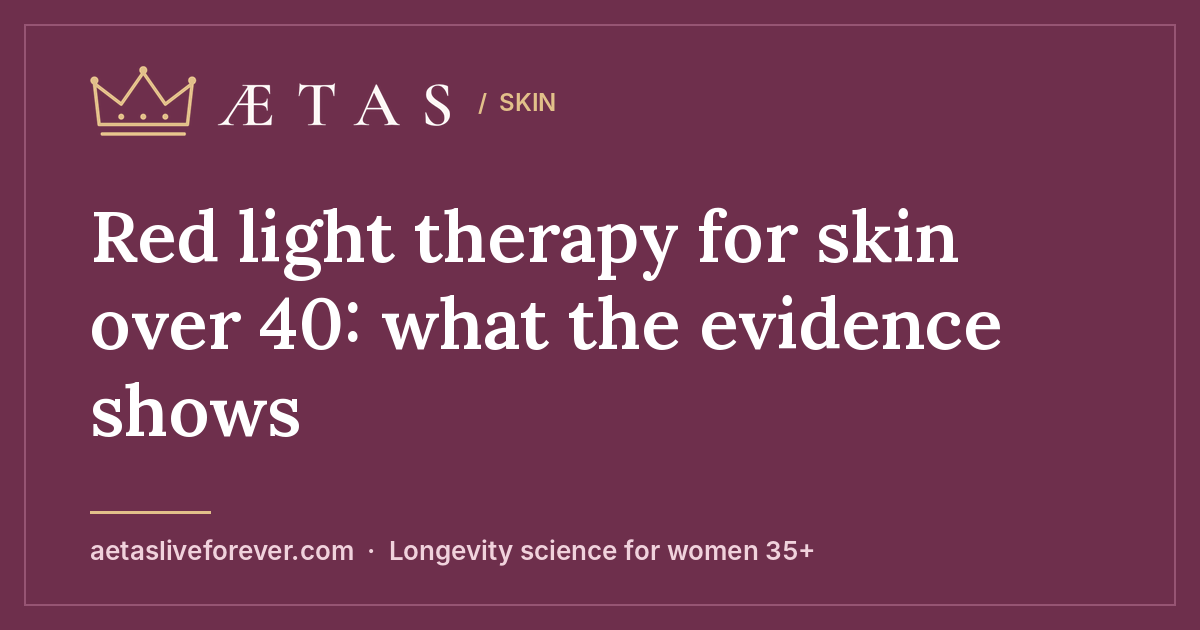 ÆTAS / SKIN
Red light therapy for skin
over 40: what the evidence
shows
aetasliveforever.com · Longevity science for women 35+